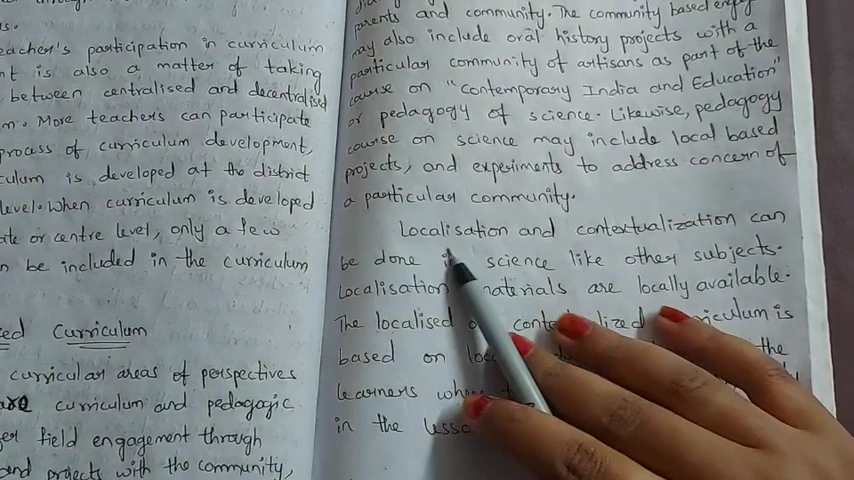 eacher's participation in curriculum
nt is also a matter of taking
between centralised and decentralised
m. More teachers can participate
process of curriculum development,
culum is developed at the district
level. When curriculum is developed
ate or centre level, only a few
n be included in the curriculum
Curriculum
curricular areas of perspectives
curriculum and pedagogic
field engagement through
and projects with the community,
parents and community. The community based
may also include oral history projects with a
particular community of artisans as part of the
course on "contemporary India and Education"
or pedagogy of science. Likewise, pedagogy
course on science may include local based
projects, and experiments to address concern of
a particular community.
Localisation and contextualization can
be done in science like other subjects.
Localisation materials are locally available.
The localised is
based on the
learners
in the